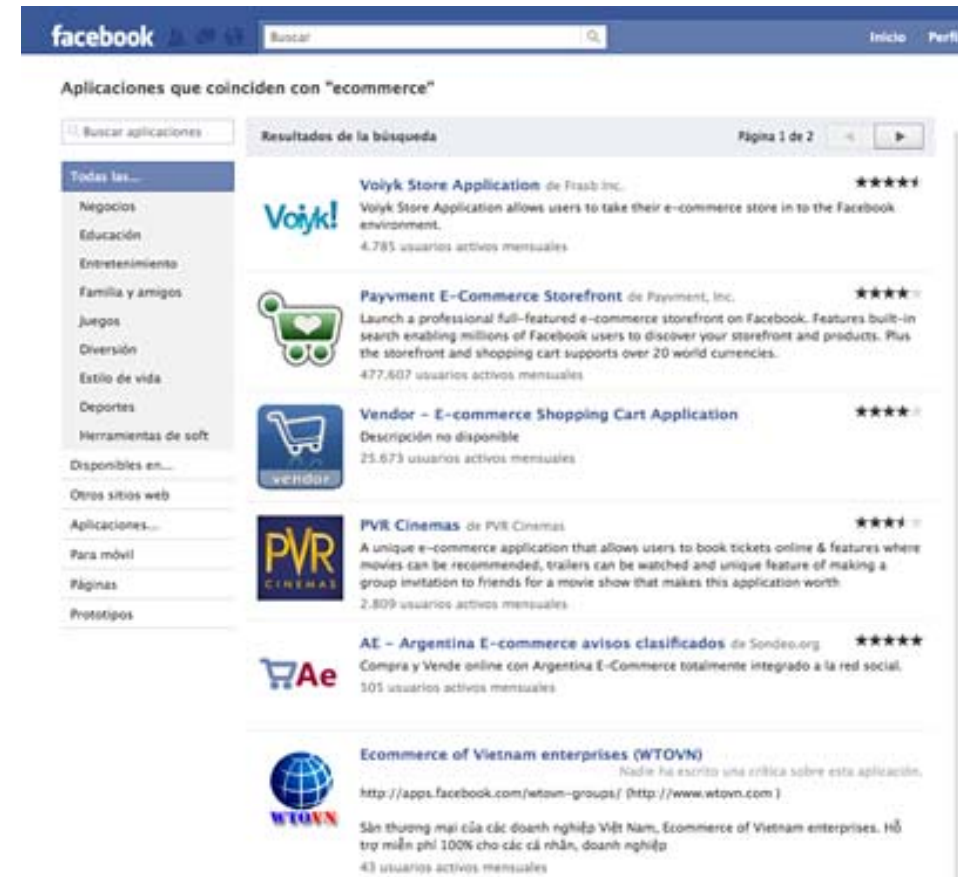 facebook
Buscar
Inicio Perfi
Aplicaciones que coinciden con "ecommerce"
Buscar aplicaciones
Todas las...
Negocios
Educación
Entretenimiento
Familia y amigos
Juegos
Diversión
Estilo de vida
Deportes
Herramientas de soft
Disponibles en...
Otros sitios web
Aplicaciones...
Para móvil
Páginas
Prototipos
Resultados de la búsqueda
Página 1 de 2
Voiyk!
Voiyk Store Application de Frasb Inc.
Voiyk Store Application allows users to take their e-commerce store in to the Facebook
environment.
4.785 usuarios activos mensuales
Payvment E-Commerce Storefront de Payvment, Inc.
Launch a professional full-featured e-commerce storefront on Facebook. Features built-in
search enabling millions of Facebook users to discover your storefront and products. Plus
the storefront and shopping cart supports over 20 world currencies.
477.607 usuarios activos mensuales
vendor
Vendor - E-commerce Shopping Cart Application
Descripción no disponible
25.673 usuarios activos mensuales
PVR
CINEMAS
PVR Cinemas de PVR Cinemas
A unique e-commerce application that allows users to book tickets online & features where
movies can be recommended, trailers can be watched and unique feature of making a
group invitation to friends for a movie show that makes this application worth
2.809 usuarios activos mensuales
Ae
AE - Argentina E-commerce avisos clasificados de Sondeo.org
Compra y Vende online con Argentina E-Commerce totalmente integrado a la red social.
505 usuarios activos mensuales
WTOVN
Ecommerce of Vietnam enterprises (WTOVN)
Nadie ha escrito una crítica sobre esta aplicación.
http://apps.facebook.com/wtovn-groups/ (http://www.wtovn.com )
Sàn thương mại của các doanh nghiệp Việt Nam, Ecommerce of Vietnam enterprises. Hỗ
trợ miễn phí 100% cho các cá nhân, doanh nghiệp
43 usuarios activos mensuales